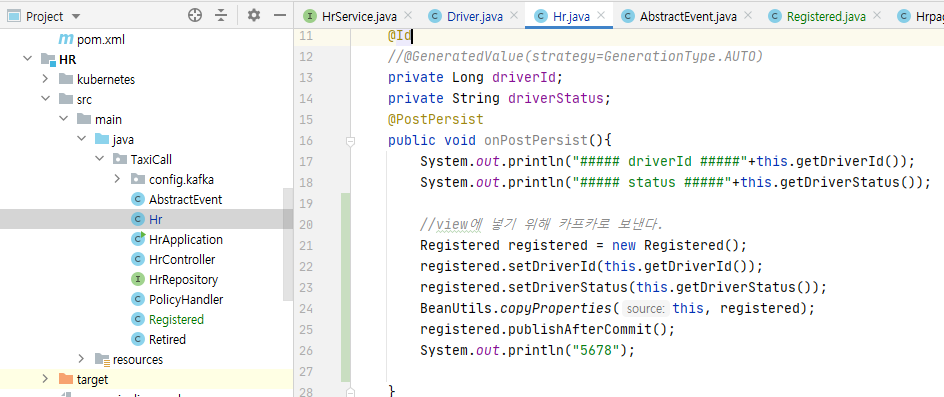 Project
HrService.java
Driver.java
Hr.java
AbstractEvent.java
Registered.java
pom.xml
HR
kubernetes
src
main
java
TaxiCall
config.kafka
AbstractEvent
Hr
HrApplication
HrController
HrRepository
PolicyHandler
Registered
Retired
resources
target
11 @Id
12 //@GeneratedValue(strategy=GenerationType.AUTO)
13 private Long driverId;
14 private String driverStatus;
15 @PostPersist
16 public void onPostPersist(){
17 System.out.println("##### driverId #####"+this.getDriverId());
18 System.out.println("##### status #####"+this.getDriverStatus());
19
20 //view에 넣기 위해 카프카로 보낸다.
21 Registered registered = new Registered();
22 registered.setDriverId(this.getDriverId());
23 registered.setDriverStatus(this.getDriverStatus());
24 BeanUtils.copyProperties( source: this, registered);
25 registered.publishAfterCommit();
26 System.out.println("5678");
27
28 }